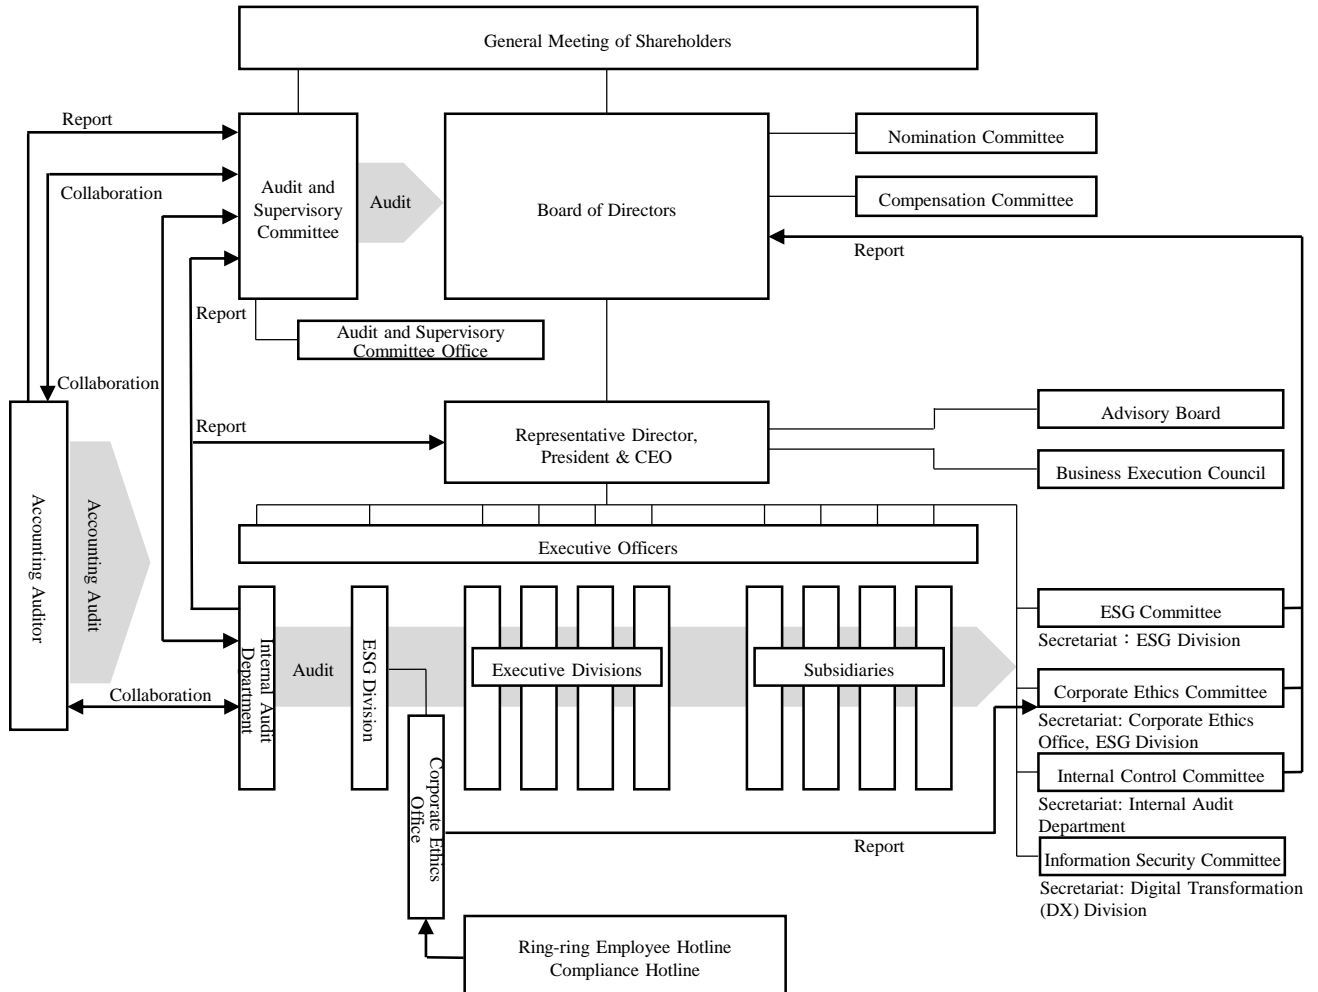 General Meeting of Shareholders
Report
Nomination Committee
Collaboration
Audit and
Supervisory
Committee
Audit
Board of Directors
Compensation Committee
Report
Report
Audit and Supervisory
Committee Office
Collaboration
Report
Representative Director,
President & CEO
Advisory Board
Business Execution Council
Accounting Auditor
Accounting Audit
Executive Officers
Internal Audit
Department
Audit
ESG Division
Executive Divisions
Subsidiaries
ESG Committee
Secretariat：ESG Division
Collaboration
Corporate Ethics Committee
Secretariat: Corporate Ethics
Office, ESG Division
Corporate Ethics
Office
Internal Control Committee
Secretariat: Internal Audit
Department
Report
Information Security Committee
Secretariat: Digital Transformation
(DX) Division
Ring-ring Employee Hotline
Compliance Hotline